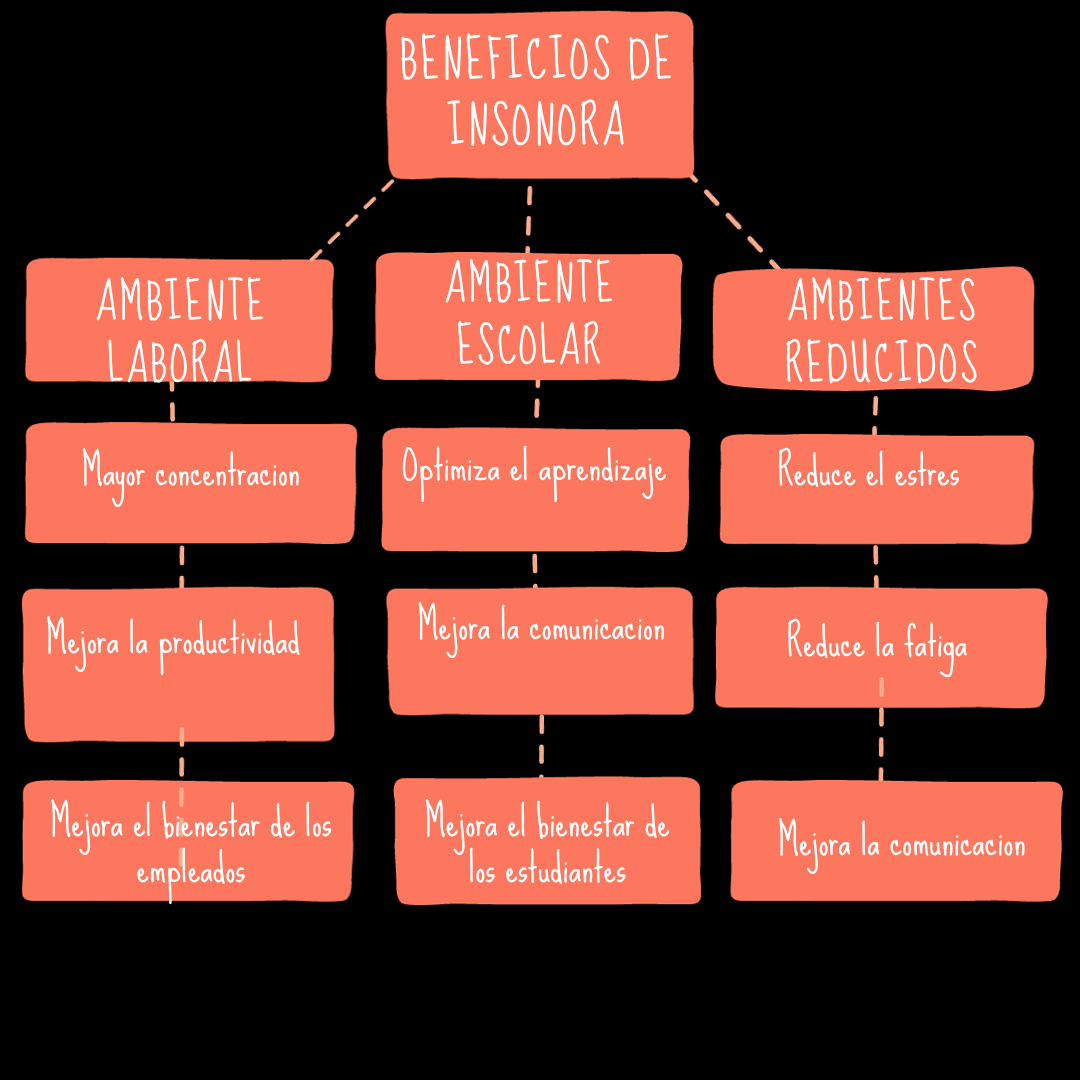 BENEFICIOS DE
INSONORA
AMBIENTE
LABORAL
AMBIENTE
ESCOLAR
AMBIENTES
REDUCIDOS
Mayor concentracion
Optimiza el aprendizaje
Reduce el estres
Mejora la productividad
Mejora la comunicacion
Reduce la fatiga
Mejora el bienestar de los
empleados
Mejora el bienestar de
los estudiantes
Mejora la comunicacion